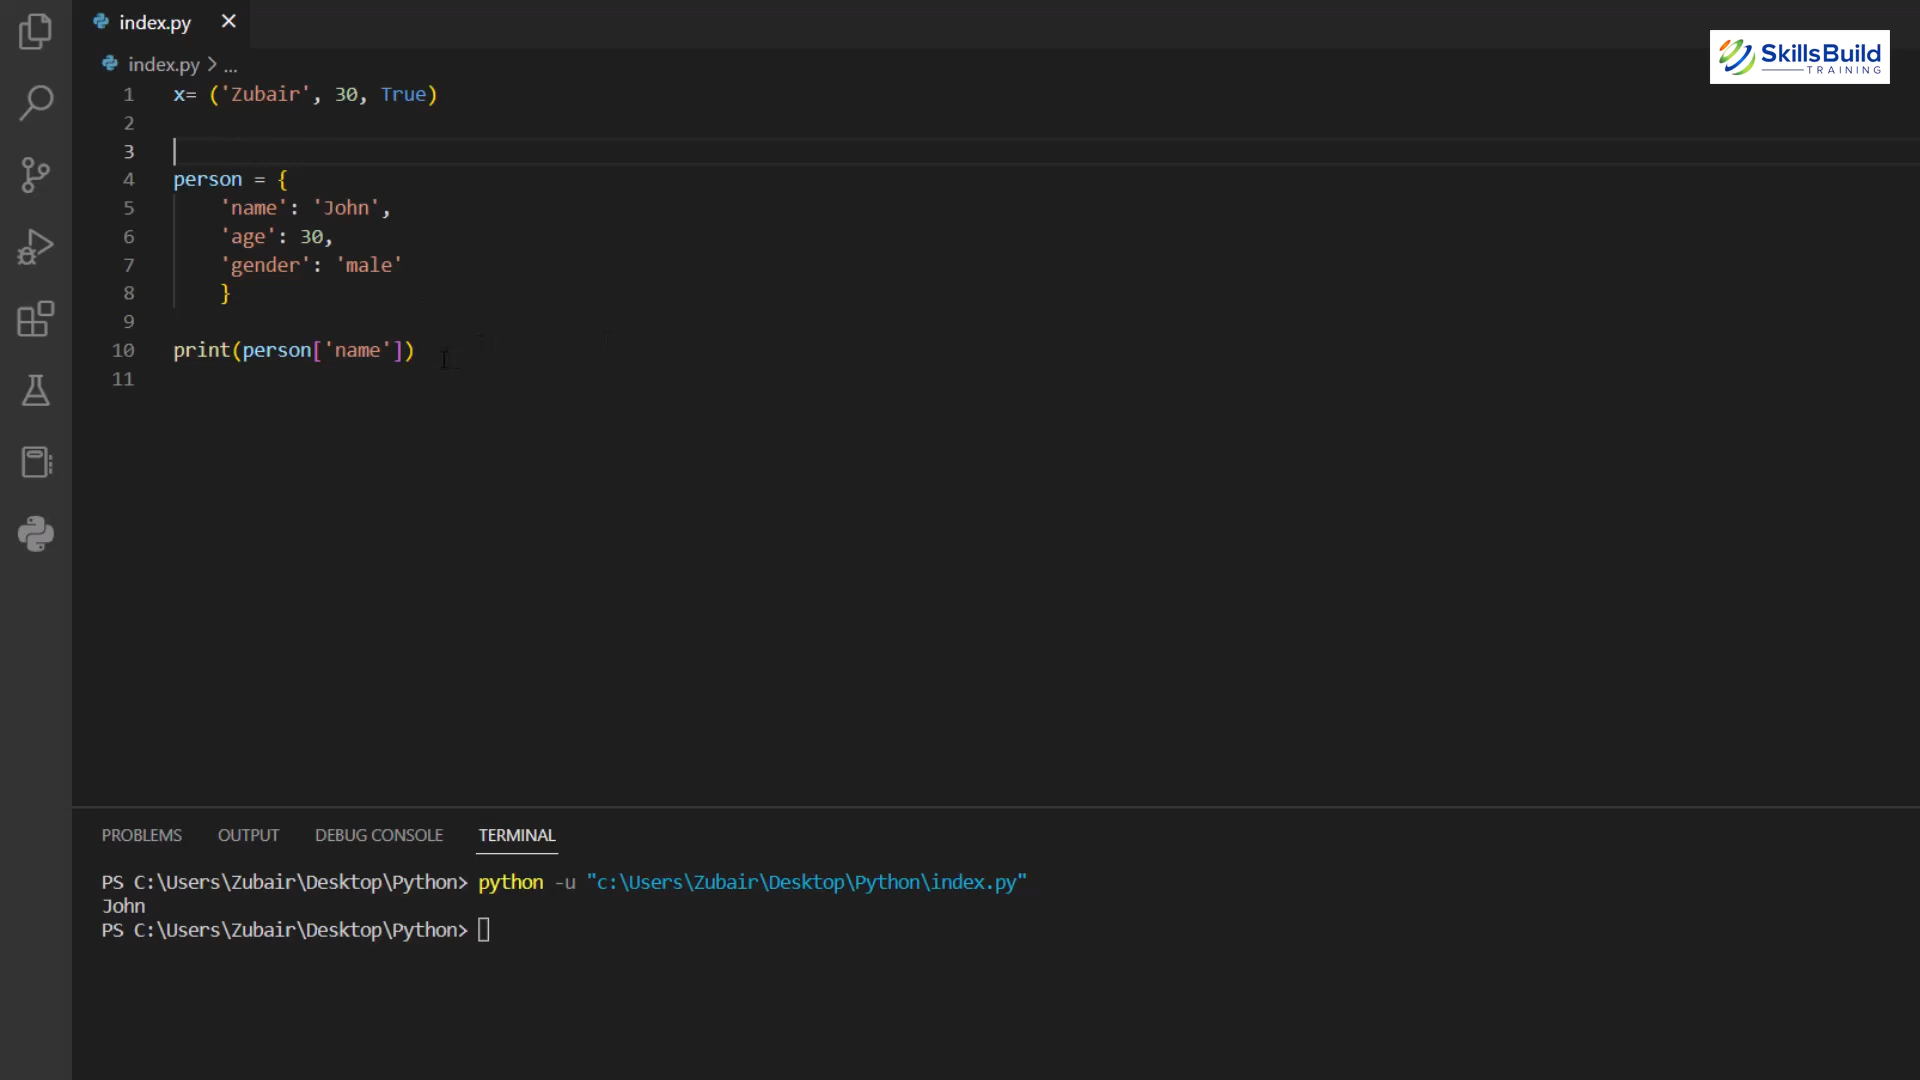 index.py
SkillsBuild
TRAINING
index.py > ...
1 x= ('Zubair', 30, True)
2
3
4 person = {
5 'name': 'John',
6 'age': 30,
7 'gender': 'male'
8 }
9
10 print(person['name'])
11
PROBLEMS OUTPUT DEBUG CONSOLE TERMINAL
PS C:\Users\Zubair\Desktop\Python> python -u "c:\Users\Zubair\Desktop\Python\index.py"
John
PS C:\Users\Zubair\Desktop\Python>